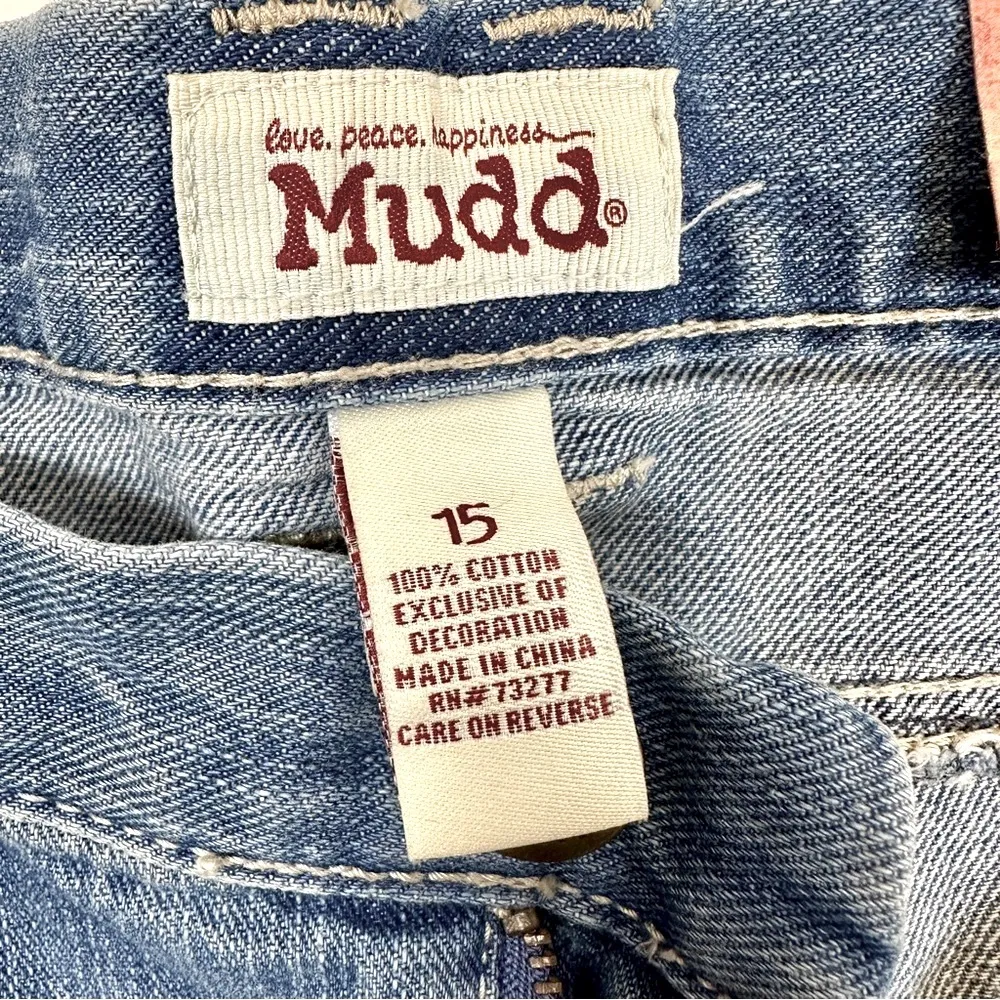 love. peace. happiness
Mudd®
15
100% COTTON
EXCLUSIVE OF
DECORATION
MADE IN CHINA
RN#73277
CARE ON REVERSE